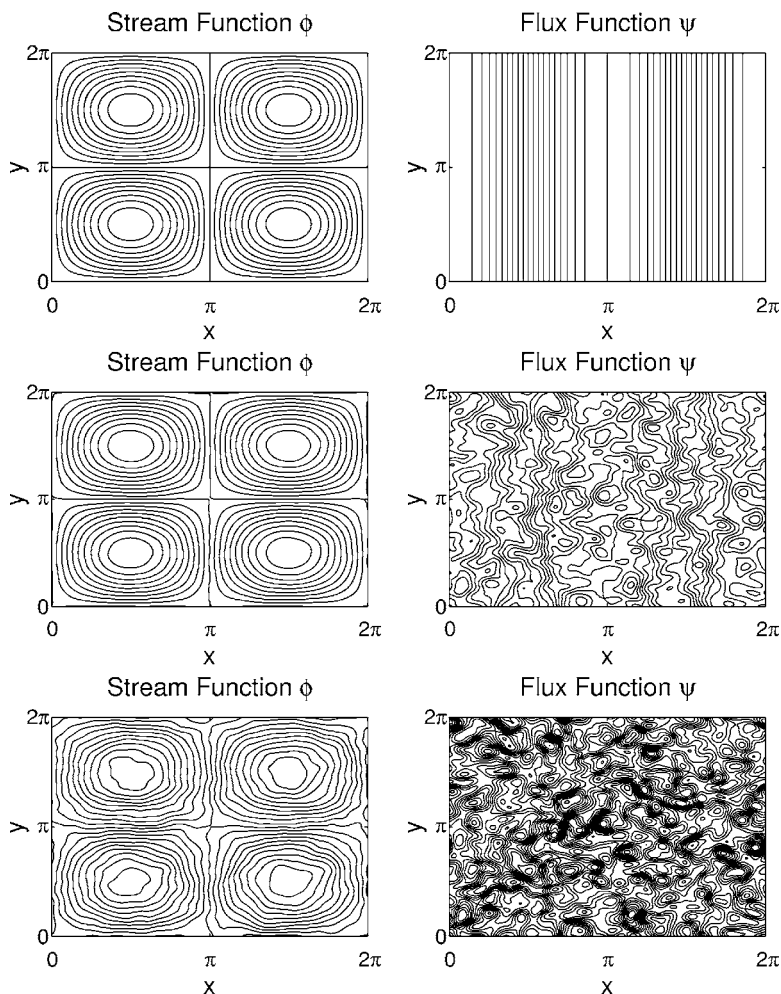 Stream Function ϕ
Flux Function ψ
2π
y π
0
0 π 2π
x
2π
y π
0
0 π 2π
x
Stream Function ϕ
Flux Function ψ
2π
y π
0
0 π 2π
x
2π
y π
0
0 π 2π
x
Stream Function ϕ
Flux Function ψ
2π
y π
0
0 π 2π
x
2π
y π
0
0 π 2π
x